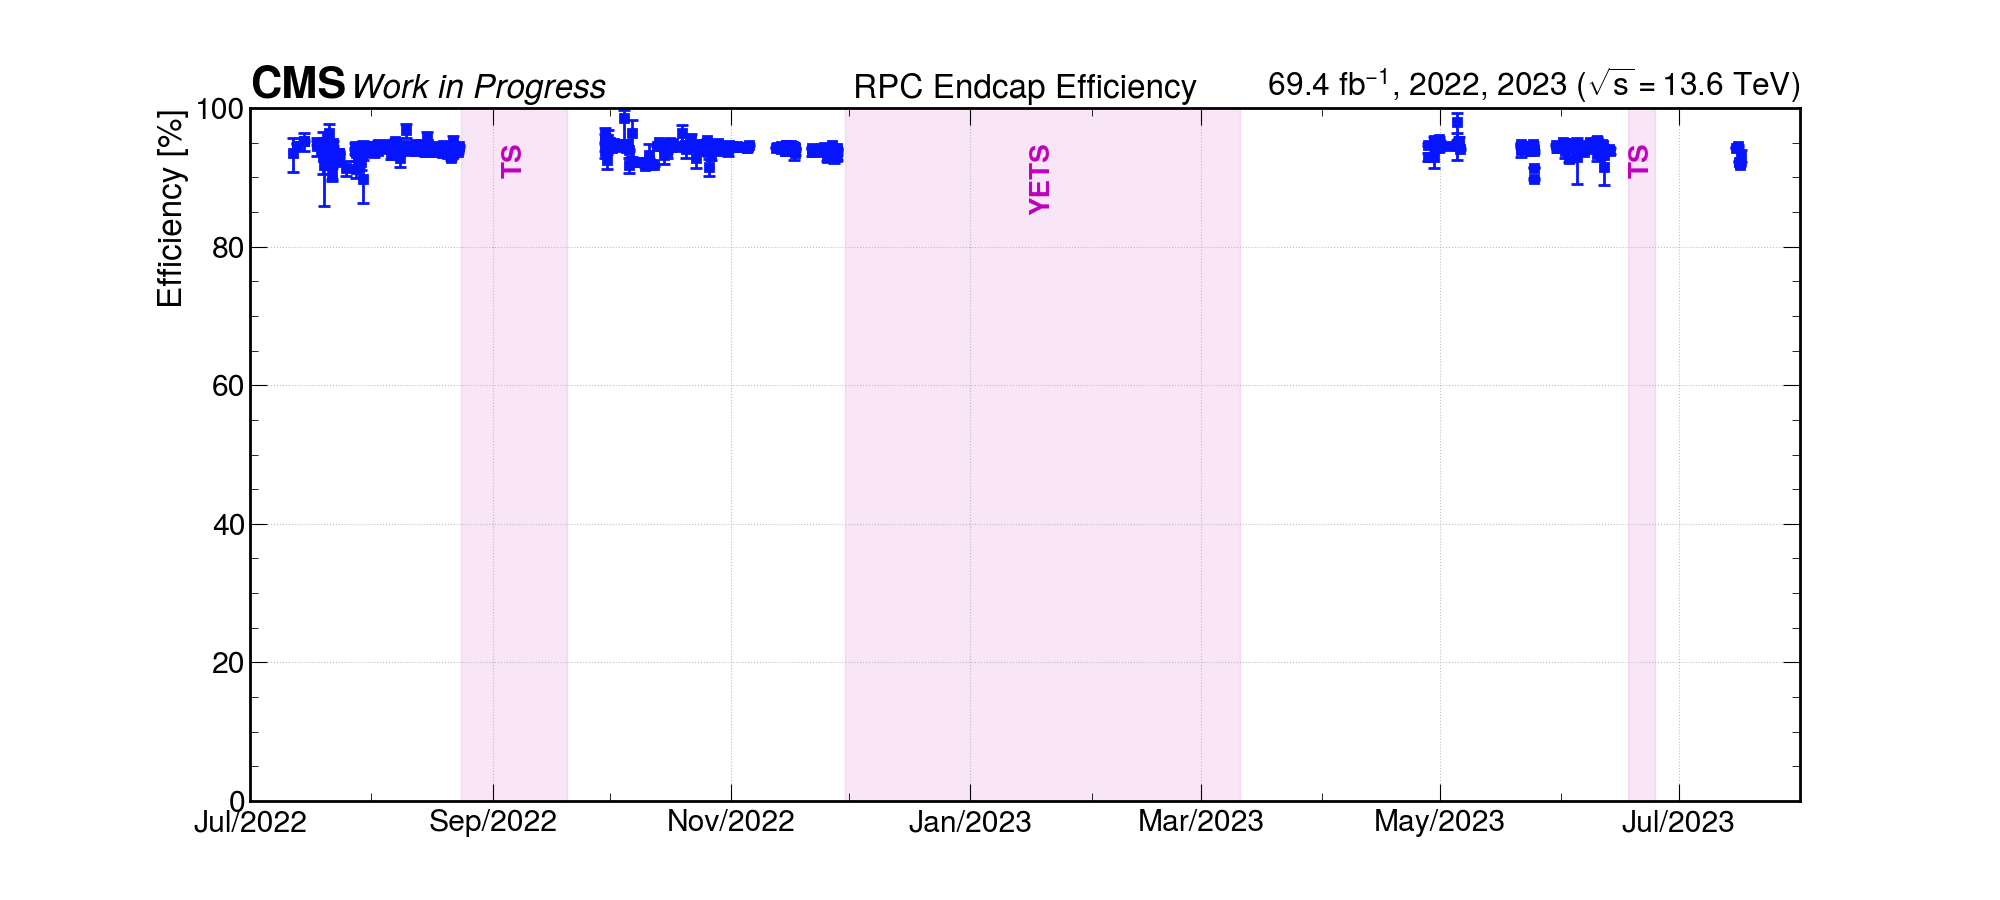 CMS Work in Progress RPC Endcap Efficiency 69.4 fb⁻¹, 2022, 2023 (√s = 13.6 TeV)
Efficiency [%]
100
80
60
40
20
0
TS
YETS
TS
Jul/2022 Sep/2022 Nov/2022 Jan/2023 Mar/2023 May/2023 Jul/2023